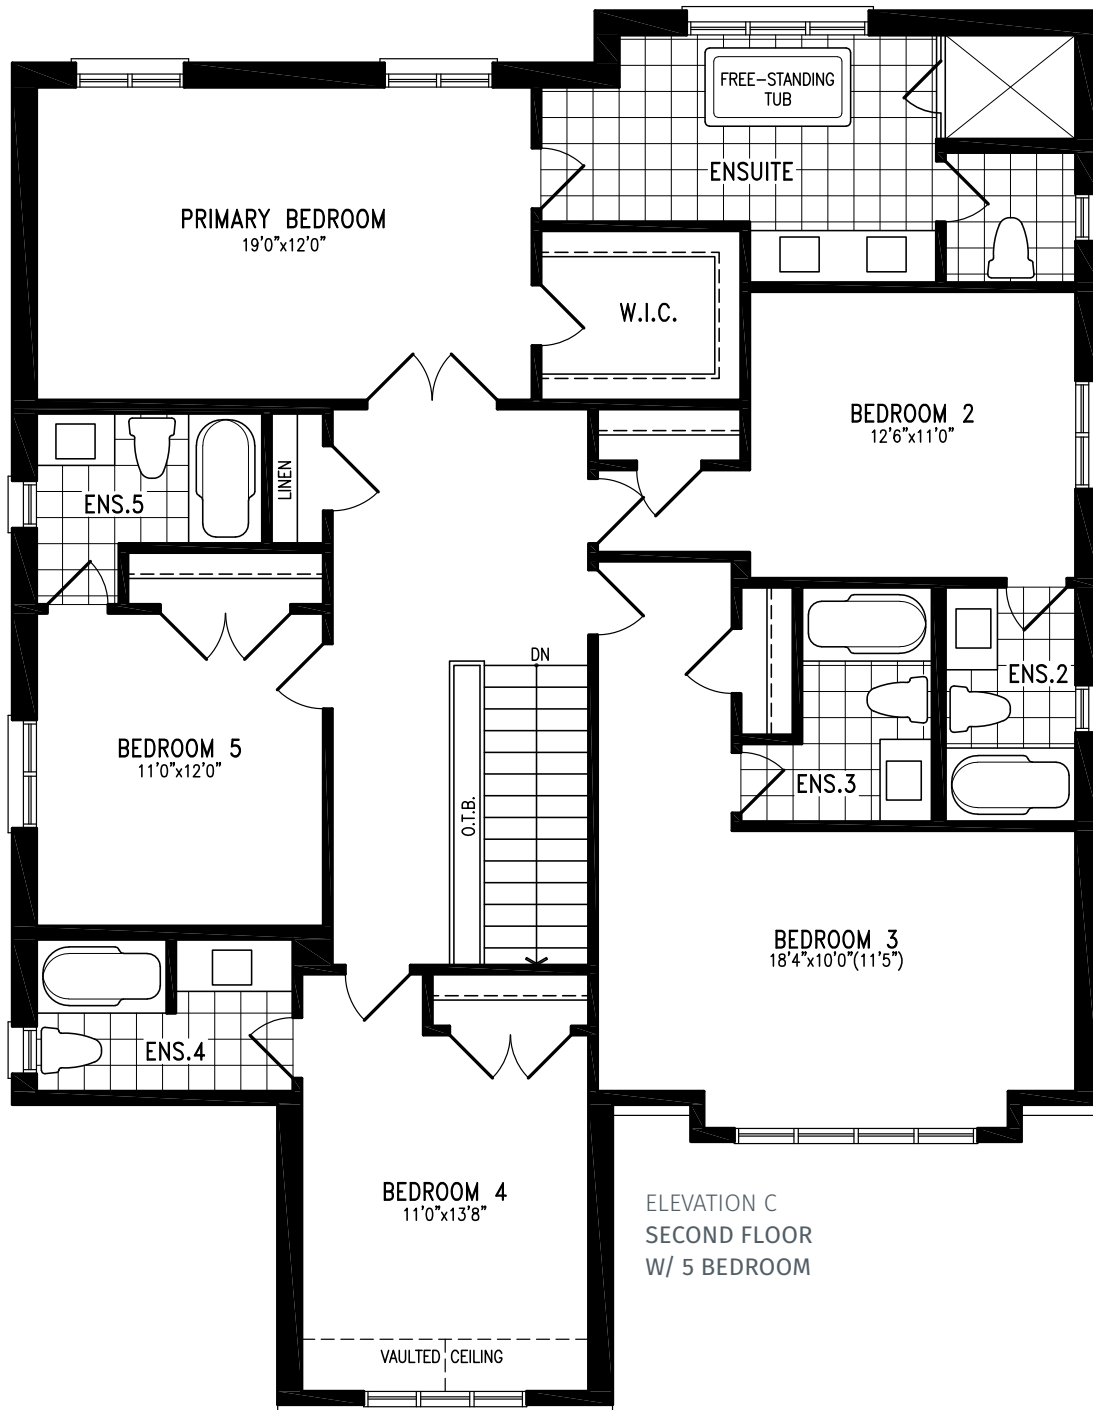 FREE-STANDING
TUB
ENSUITE
PRIMARY BEDROOM
19'0"x12'0"
W.I.C.
BEDROOM 2
12'6"x11'0"
LINEN
ENS.5
DN
ENS.2
BEDROOM 5
11'0"x12'0"
O.T.B.
ENS.3
BEDROOM 3
18'4"x10'0"(11'5")
ENS.4
BEDROOM 4
11'0"x13'8"
ELEVATION C
SECOND FLOOR
W/ 5 BEDROOM
VAULTED CEILING